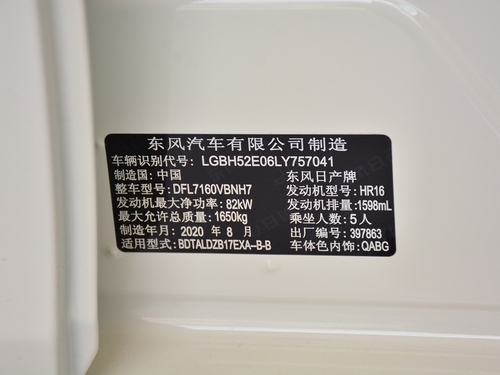 东风汽车有限公司制造
车辆识别代号: LGBH52E06LY757041
制造国: 中国 东风日产牌
整车型号: DFL7160VBNH7 发动机型号: HR16
发动机最大净功率: 82kW 发动机排量: 1598mL
最大允许总质量: 1650kg 乘坐人数: 5人
制造年月: 2020年8月 出厂编号: 397863
适用型式: BDTALDZB17EXA-B-B 车体色内饰: QABG